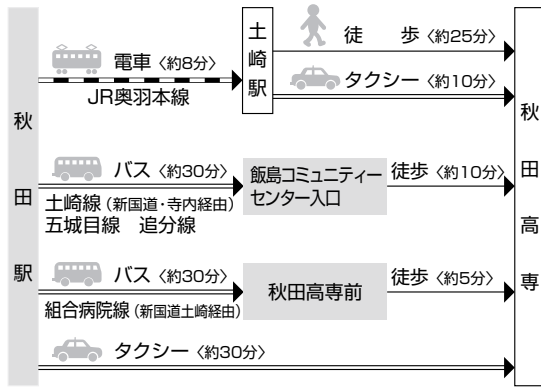 秋田駅
電車〈約8分〉
JR奥羽本線
土崎駅
徒　歩〈約25分〉
タクシー〈約10分〉
バス〈約30分〉
土崎線（新国道・寺内経由）
五城目線　追分線
飯島コミュニティー
センター入口
徒歩〈約10分〉
バス〈約30分〉
組合病院線（新国道土崎経由）
秋田高専前
徒歩〈約5分〉
タクシー〈約30分〉
秋田高専